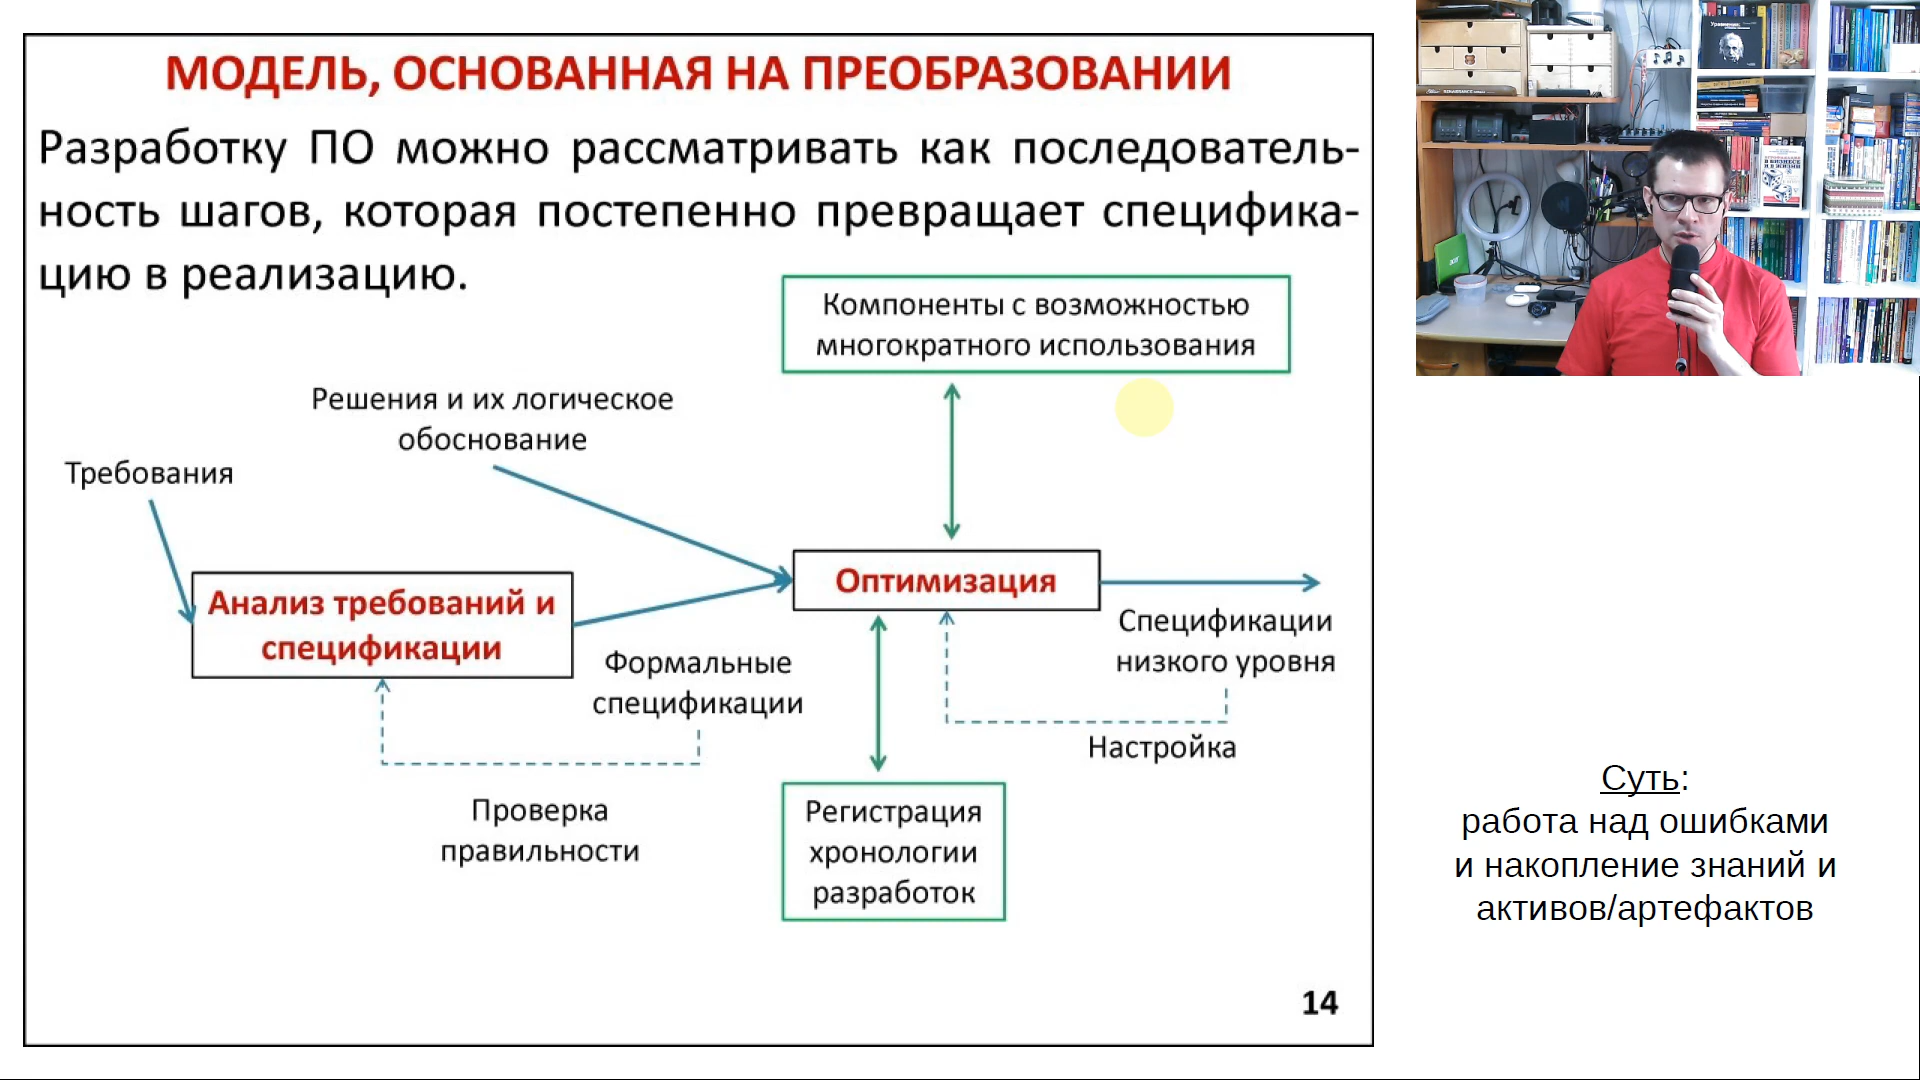 МОДЕЛЬ, ОСНОВАННАЯ НА ПРЕОБРАЗОВАНИИ
Разработку ПО можно рассматривать как последователь-
ность шагов, которая постепенно превращает специфика-
цию в реализацию.
Компоненты с возможностью
многократного использования
Решения и их логическое
обоснование
Требования
Оптимизация
Анализ требований и
спецификации
Спецификации
низкого уровня
Формальные
спецификации
Настройка
Проверка
правильности
Регистрация
хронологии
разработок
14
Суть:
работа над ошибками
и накопление знаний и
активов/артефактов
acer